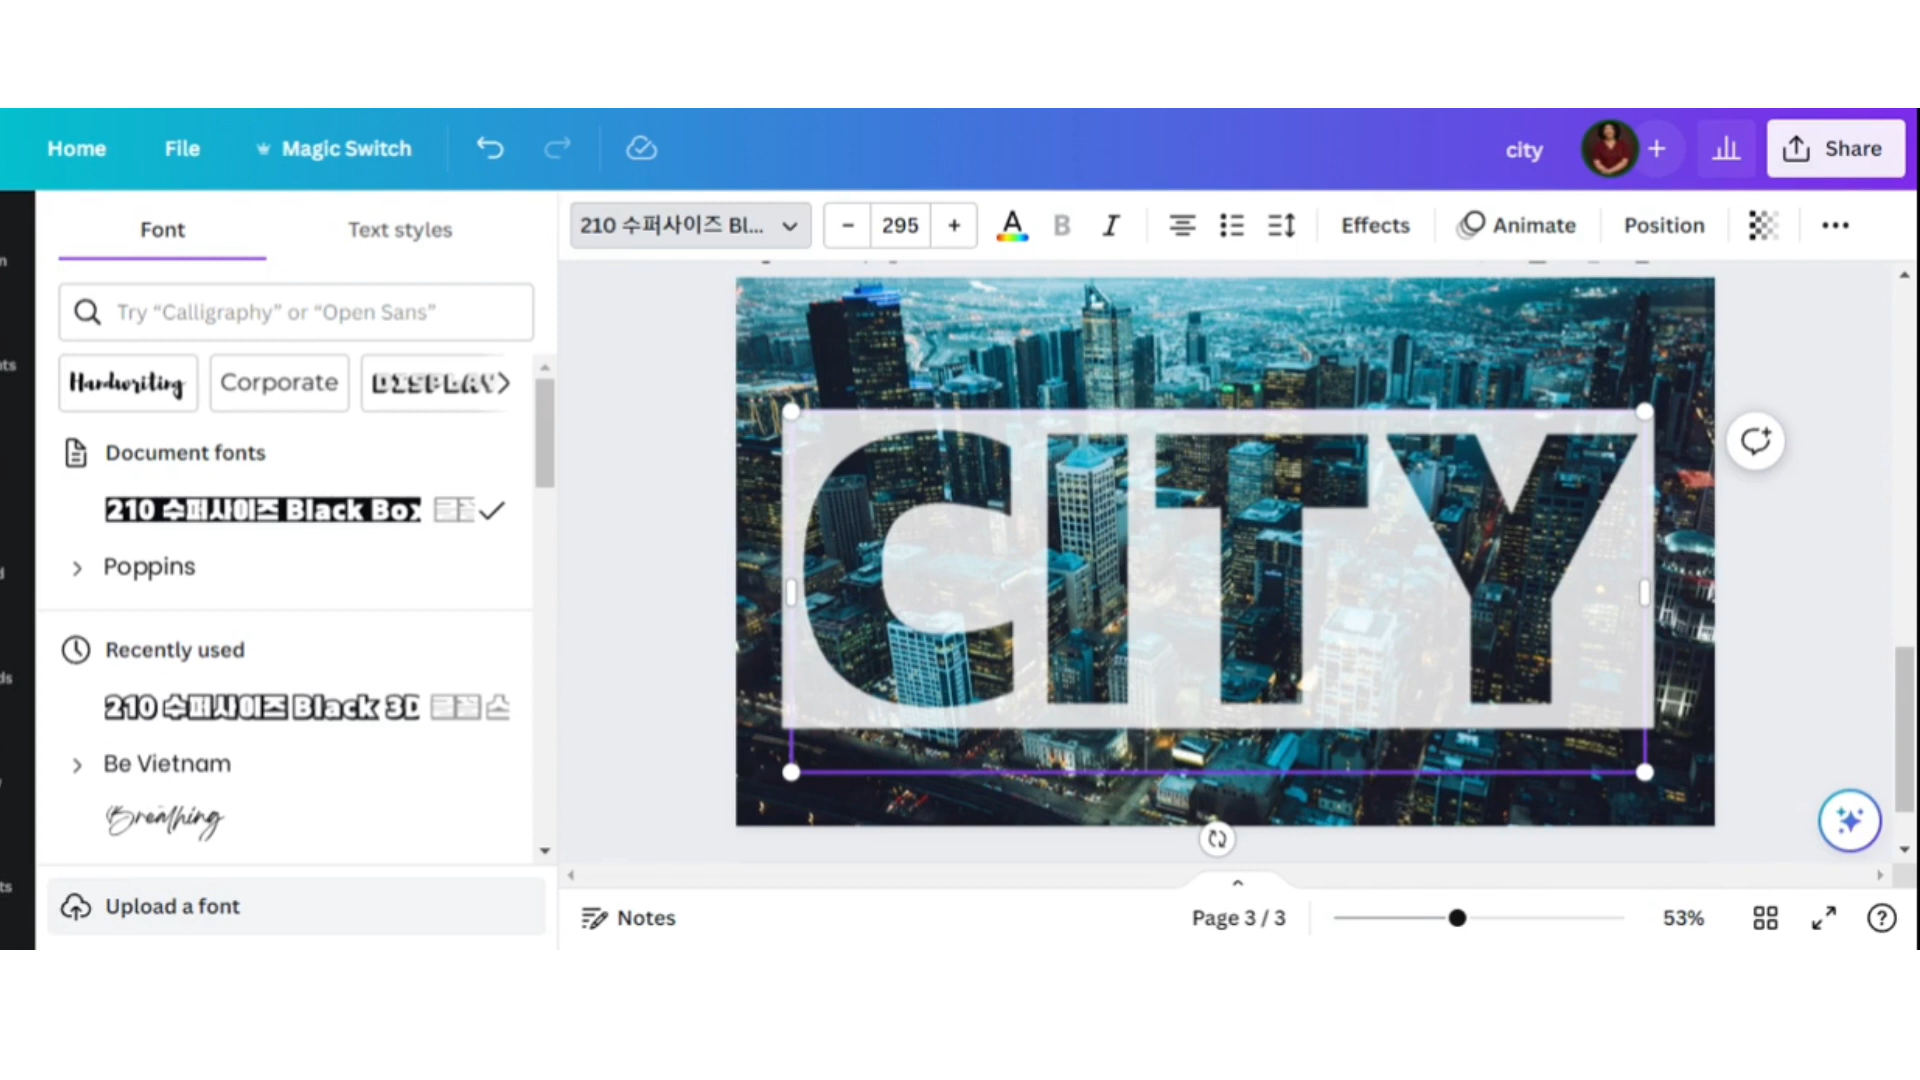 Home File Magic Switch city + Share
Font Text styles
210 수퍼사이즈 Bl... − 295 + A B I Effects Animate Position ...
Try “Calligraphy” or “Open Sans”
Handwriting Corporate DISPLAY
Document fonts
210 수퍼사이즈 Black Box
Poppins
Recently used
210 수퍼사이즈 Black 3D
Be Vietnam
Breathing
Upload a font
CITY
Notes Page 3 / 3 53% ?